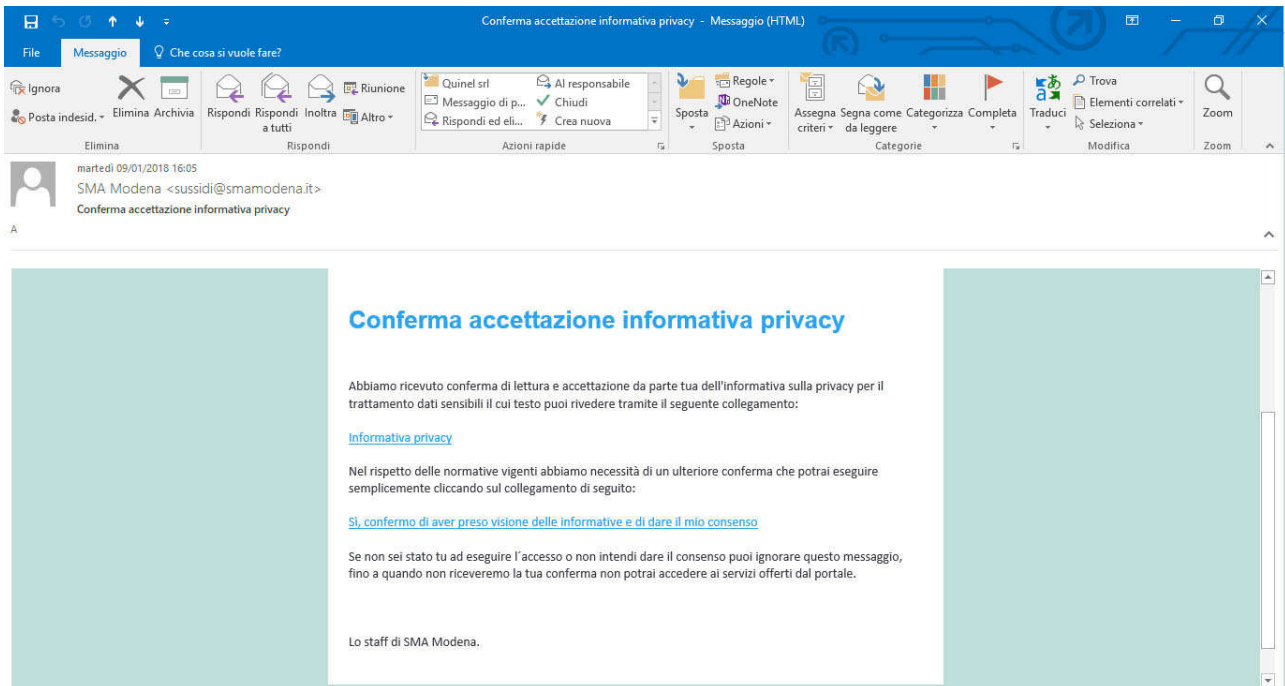 Conferma accettazione informativa privacy - Messaggio (HTML)
File Messaggio Che cosa si vuole fare?
Ignora
Posta indesid.
Elimina Archivia
Rispondi Rispondi a tutti Inoltra
Riunione
Altro
Quinel srl Al responsabile
Messaggio di p... Chiudi
Rispondi ed eli... Crea nuova
Sposta
Regole
OneNote
Azioni
Assegna criteri Segna come da leggere Categorizza Completa
Traduci
Trova
Elementi correlati
Seleziona
Zoom
Elimina Rispondi Azioni rapide Sposta Categorie Modifica Zoom
martedì 09/01/2018 16:05
SMA Modena <sussidi@smamodena.it>
Conferma accettazione informativa privacy
A
Conferma accettazione informativa privacy
Abbiamo ricevuto conferma di lettura e accettazione da parte tua dell'informativa sulla privacy per il
trattamento dati sensibili il cui testo puoi rivedere tramite il seguente collegamento:
Informativa privacy
Nel rispetto delle normative vigenti abbiamo necessità di un ulteriore conferma che potrai eseguire
semplicemente cliccando sul collegamento di seguito:
Sì, confermo di aver preso visione delle informative e di dare il mio consenso
Se non sei stato tu ad eseguire l´accesso o non intendi dare il consenso puoi ignorare questo messaggio,
fino a quando non riceveremo la tua conferma non potrai accedere ai servizi offerti dal portale.
Lo staff di SMA Modena.